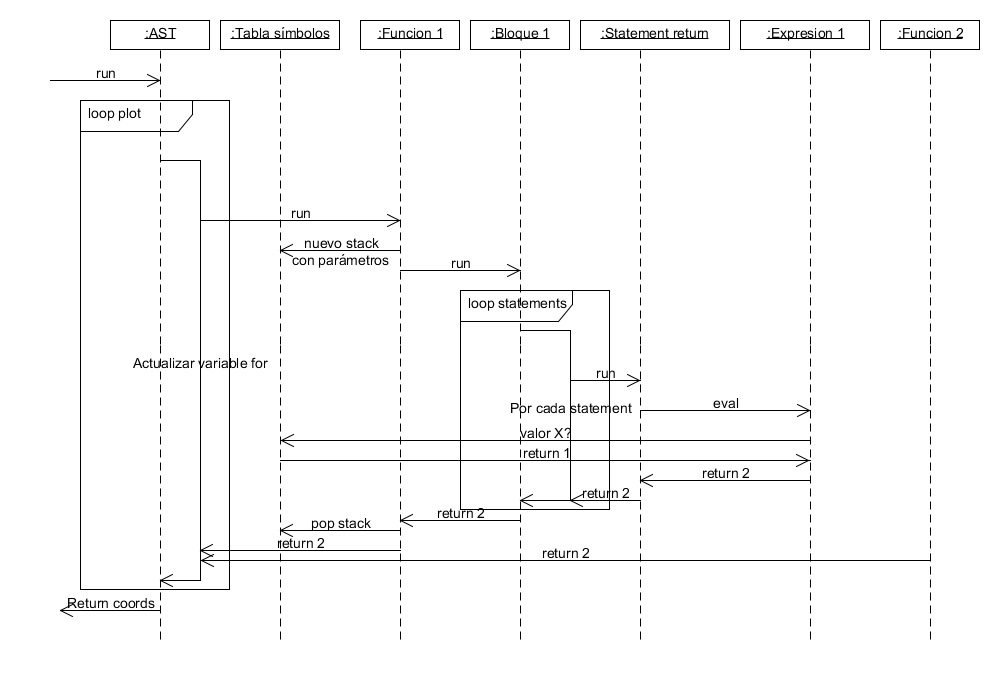 :AST
:Tabla símbolos
:Funcion 1
:Bloque 1
:Statement return
:Expresion 1
:Funcion 2
run
loop plot
run
nuevo stack
con parámetros
run
loop statements
Actualizar variable for
run
Por cada statement
eval
valor X?
return 1
return 2
return 2
return 2
pop stack
return 2
return 2
Return coords